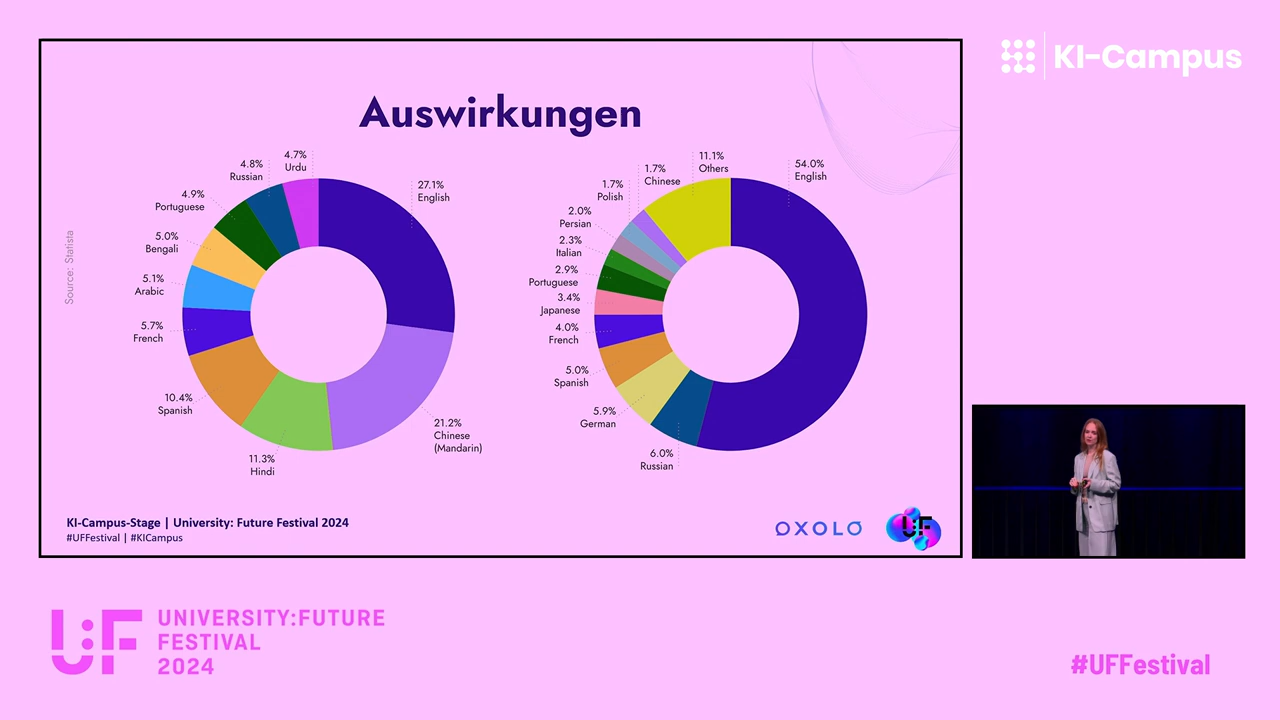 KI-Campus
Auswirkungen
4.7%
Urdu
4.8%
Russian
4.9%
Portuguese
5.0%
Bengali
5.1%
Arabic
5.7%
French
10.4%
Spanish
11.3%
Hindi
21.2%
Chinese
(Mandarin)
27.1%
English
Source: Statista
11.1%
Others
1.7%
Chinese
1.7%
Polish
2.0%
Persian
2.3%
Italian
2.9%
Portuguese
3.4%
Japanese
4.0%
French
5.0%
Spanish
5.9%
German
6.0%
Russian
54.0%
English
KI-Campus-Stage | University: Future Festival 2024
#UFFestival | #KICampus
OXOLO
UF
U:F
UNIVERSITY:FUTURE
FESTIVAL
2024
#UFFestival